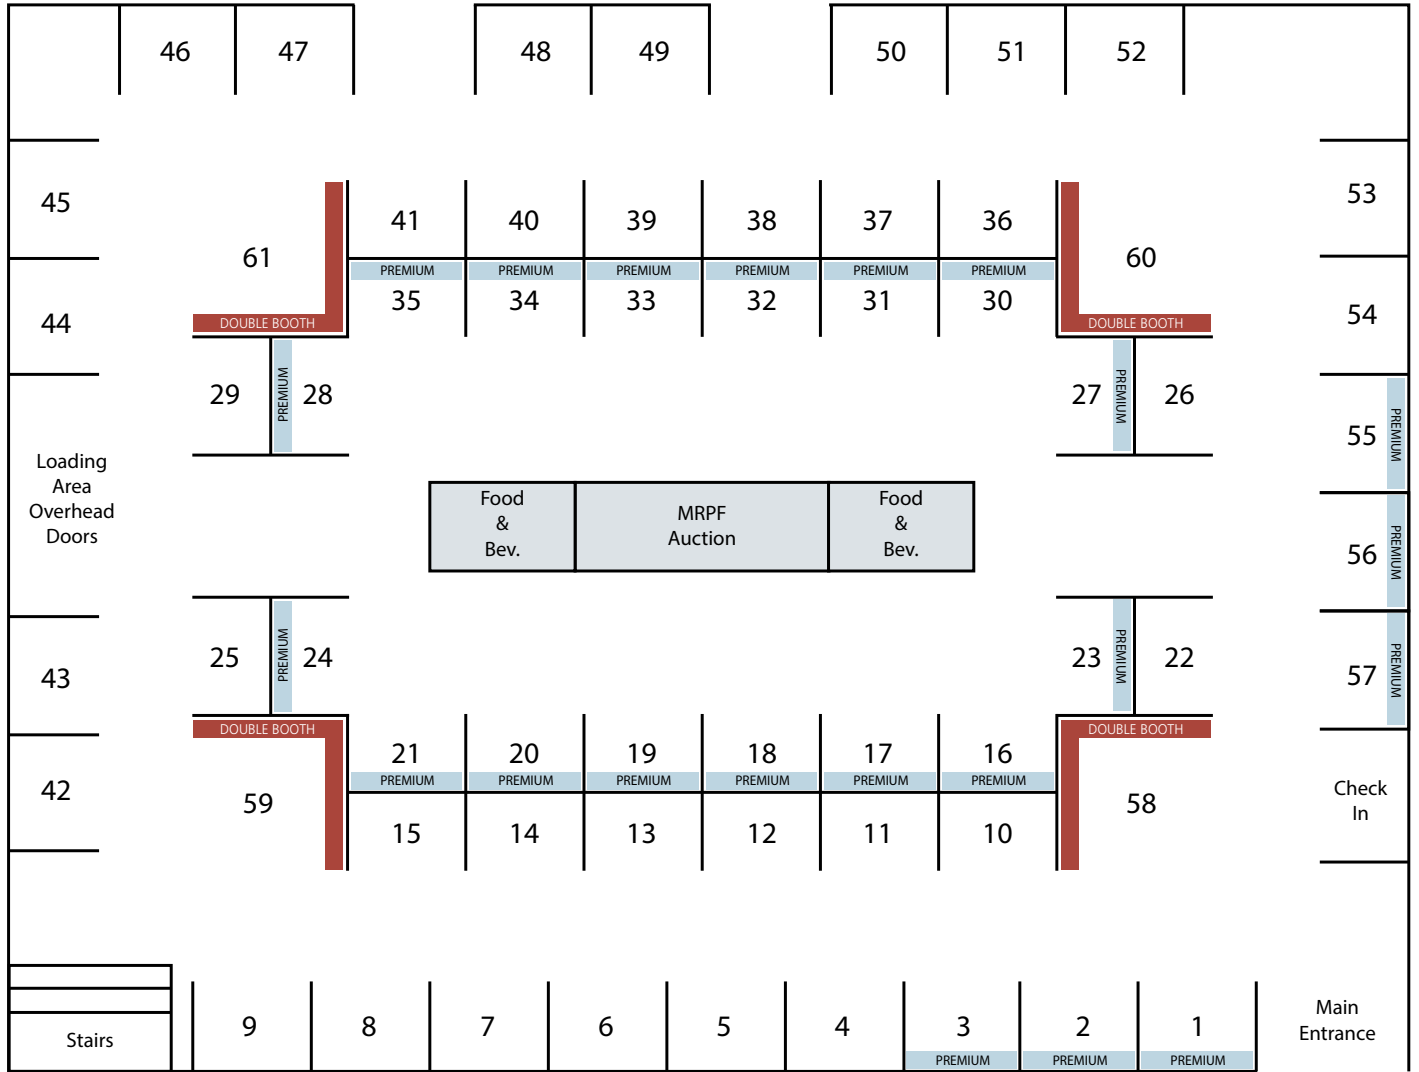 46 47 48 49 50 51 52
45 53
41 40 39 38 37 36
61 60
PREMIUM PREMIUM PREMIUM PREMIUM PREMIUM PREMIUM
35 34 33 32 31 30
44 54
DOUBLE BOOTH DOUBLE BOOTH
29 PREMIUM 28 27 PREMIUM 26
55 PREMIUM
Loading
Area
Overhead
Doors
Food
&
Bev.
MRPF
Auction
Food
&
Bev.
56 PREMIUM
25 PREMIUM 24 23 PREMIUM 22
43 57 PREMIUM
DOUBLE BOOTH DOUBLE BOOTH
21 20 19 18 17 16
PREMIUM PREMIUM PREMIUM PREMIUM PREMIUM PREMIUM
42 59 58
Check
In
15 14 13 12 11 10
Stairs
9 8 7 6 5 4 3 2 1
PREMIUM PREMIUM PREMIUM
Main
Entrance